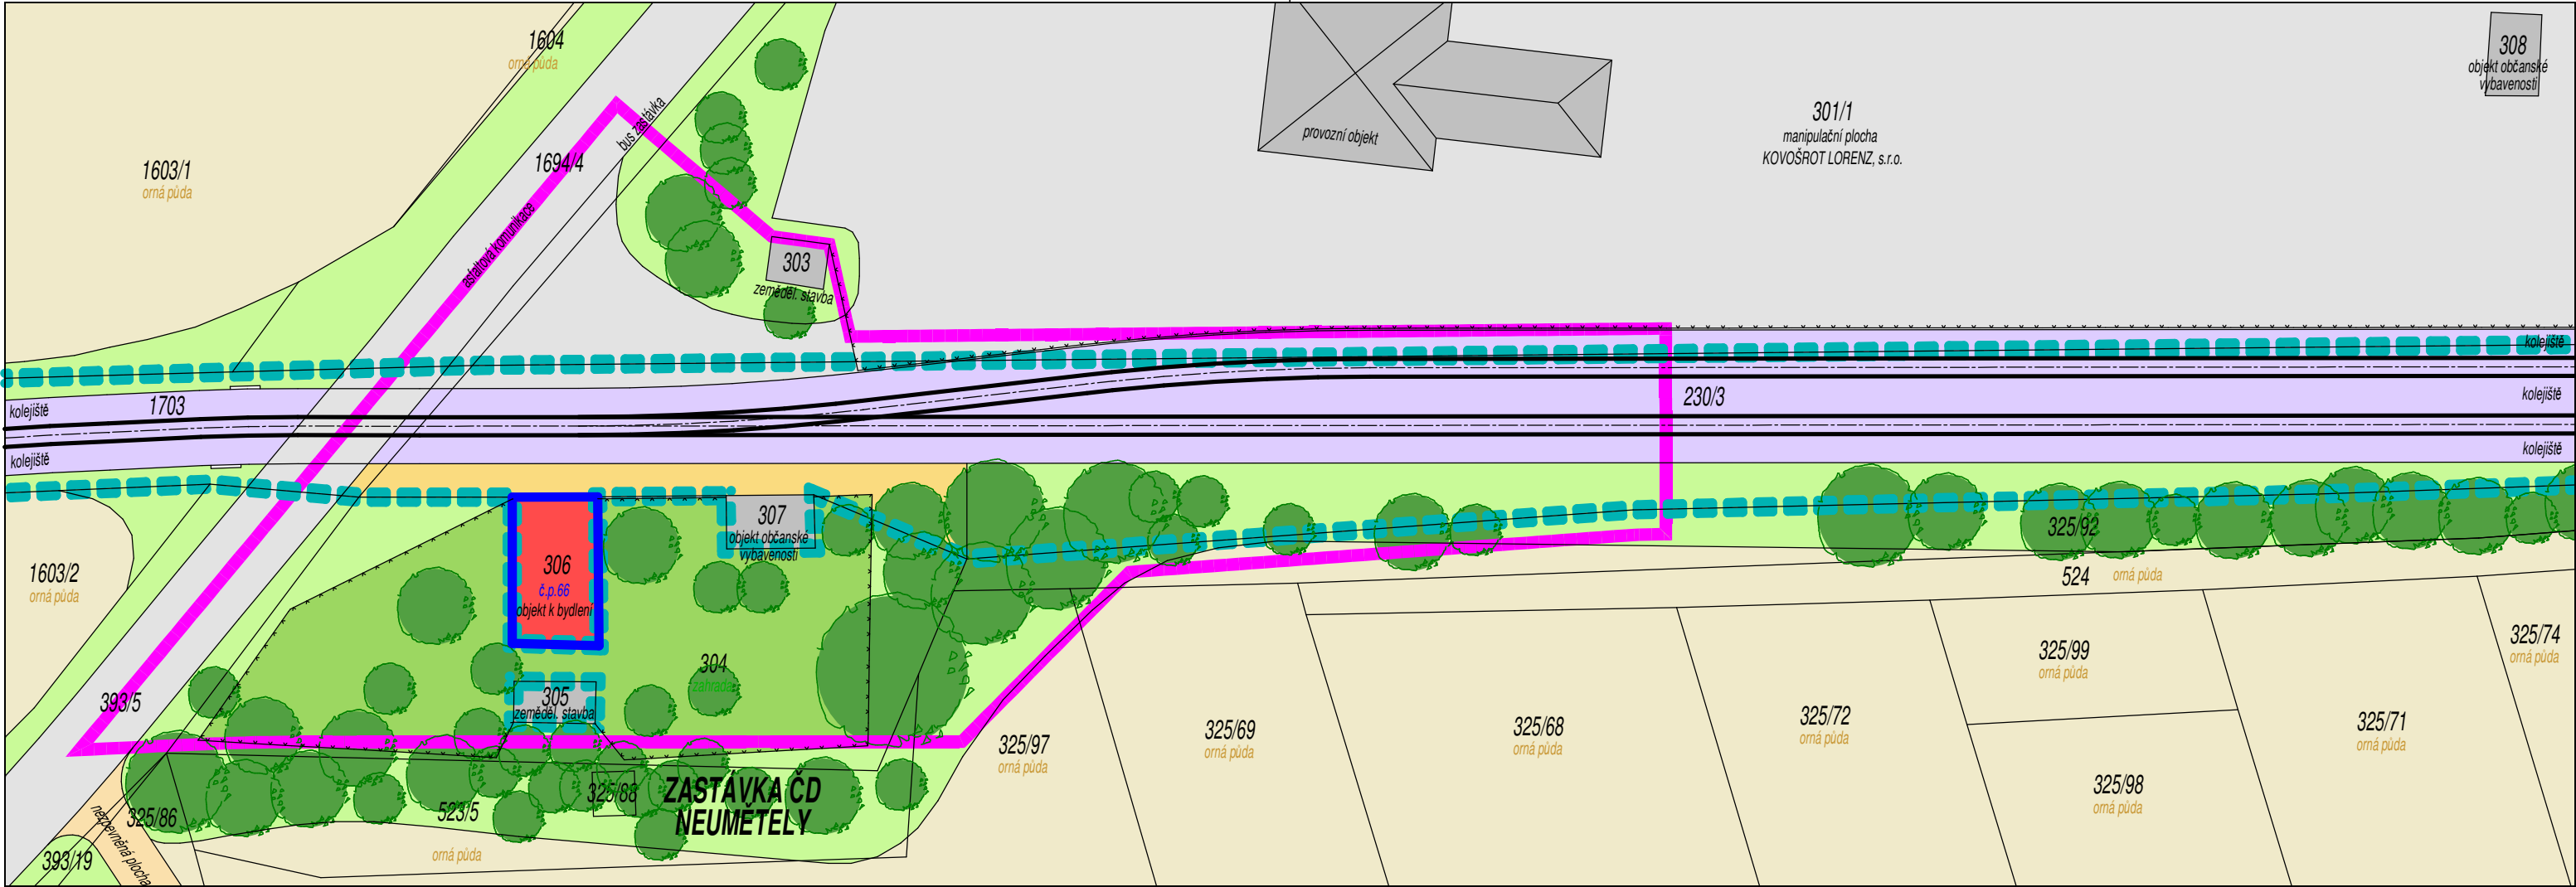 1604
orná půda
308
objekt občanské
vybavenosti
bus zastávka
301/1
manipulační plocha
KOVOŠROT LORENZ, s.r.o.
provozní objekt
1603/1
orná půda
1694/4
asfaltová komunikace
303
zeměděl. stavba
kolejiště
230/3
kolejiště
1703
kolejiště
kolejiště
kolejiště
307
objekt občanské
vybavenosti
325/92
306
č.p.66
objekt k bydlení
1603/2
orná půda
524
orná půda
325/74
orná půda
325/99
orná půda
304
zahrada
305
zeměděl. stavba
393/5
325/97
orná půda
325/69
orná půda
325/68
orná půda
325/72
orná půda
325/71
orná půda
325/98
orná půda
ZASTÁVKA ČD
NEUMĚTELY
325/88
523/5
325/86
orná půda
nezpevněná plocha
393/19